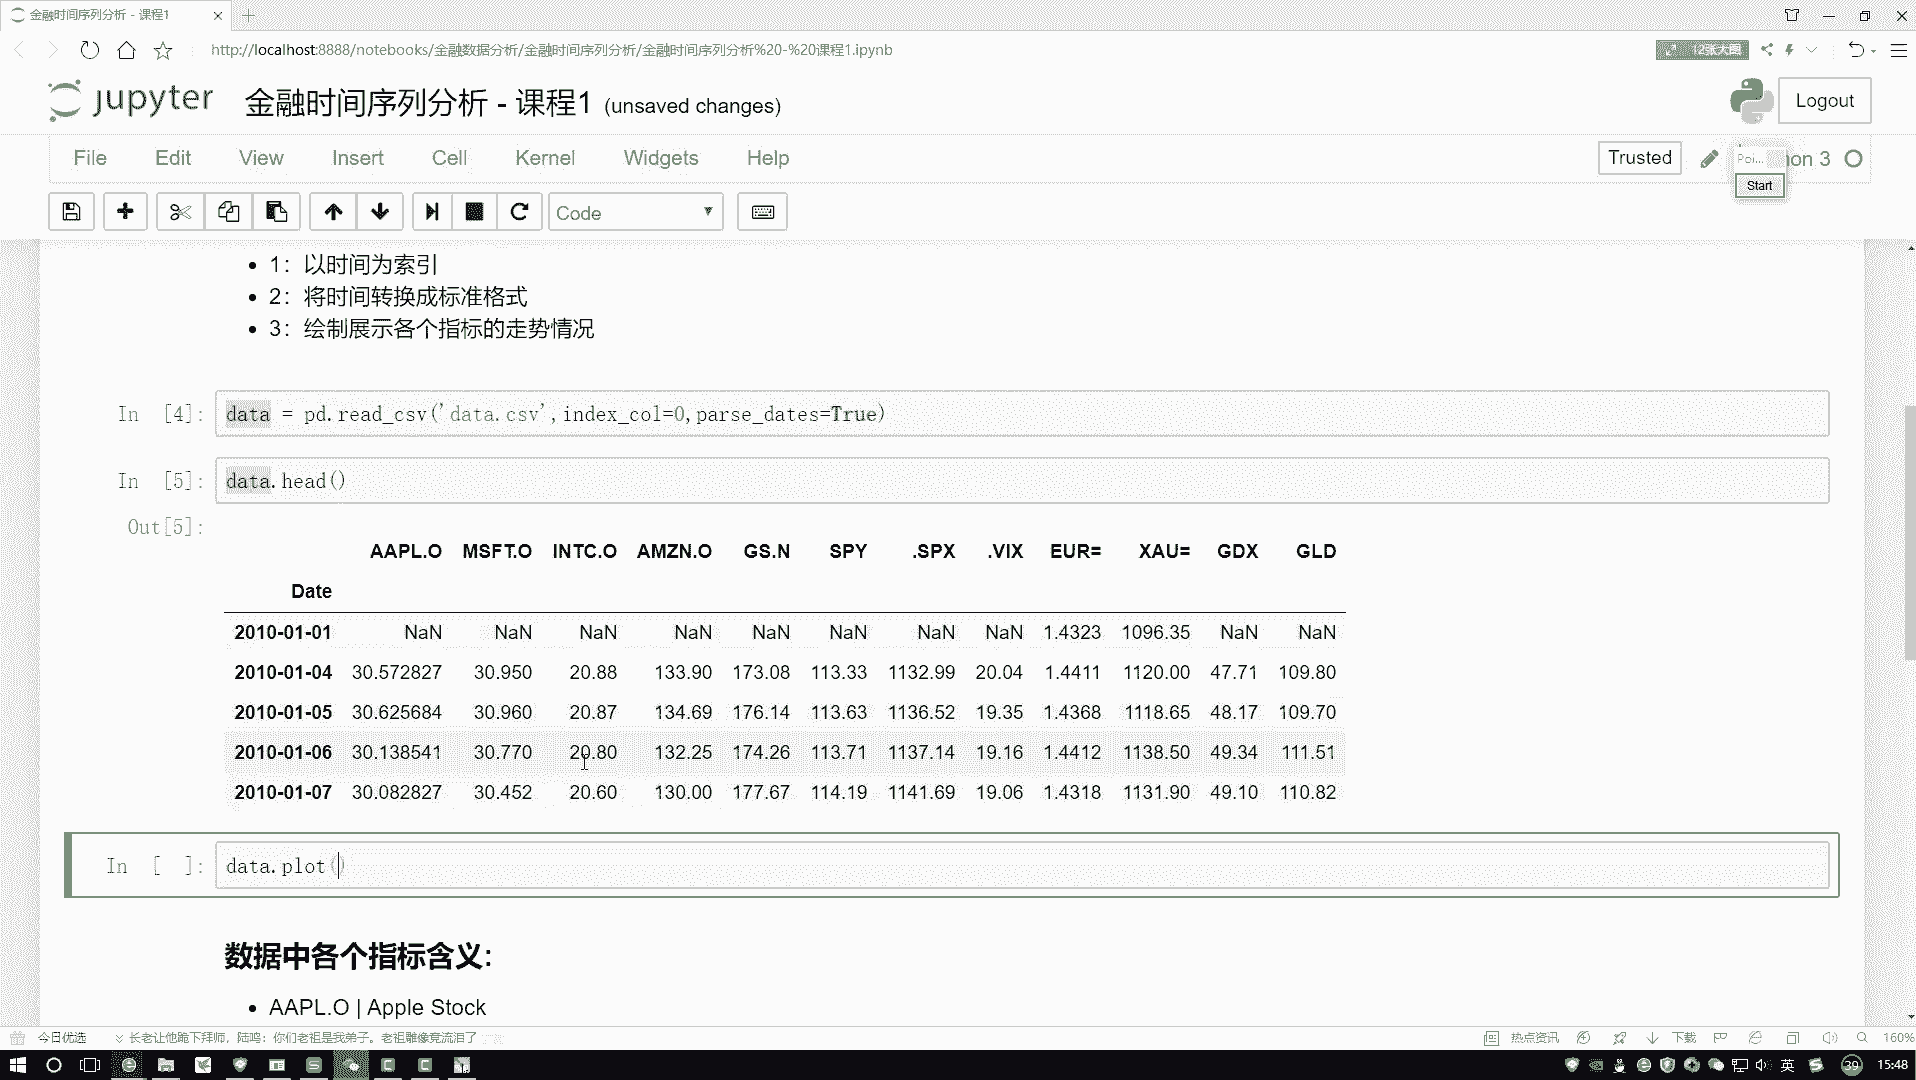 金融时间序列分析 - 课程1
http://localhost:8888/notebooks/金融数据分析/金融时间序列分析/金融时间序列分析%20-%20课程1.ipynb
12张大图
jupyter 金融时间序列分析 - 课程1 (unsaved changes)
Logout
File Edit View Insert Cell Kernel Widgets Help
Trusted
Poi...
on 3
Start
Code
1：以时间为索引
2：将时间转换成标准格式
3：绘制展示各个指标的走势情况
In [4]: data = pd.read_csv('data.csv',index_col=0,parse_dates=True)
In [5]: data.head()
Out[5]:
AAPL.O MSFT.O INTC.O AMZN.O GS.N SPY .SPX .VIX EUR= XAU= GDX GLD
Date
2010-01-01 NaN NaN NaN NaN NaN NaN NaN NaN 1.4323 1096.35 NaN NaN
2010-01-04 30.572827 30.950 20.88 133.90 173.08 113.33 1132.99 20.04 1.4411 1120.00 47.71 109.80
2010-01-05 30.625684 30.960 20.87 134.69 176.14 113.63 1136.52 19.35 1.4368 1118.65 48.17 109.70
2010-01-06 30.138541 30.770 20.80 132.25 174.26 113.71 1137.14 19.16 1.4412 1138.50 49.34 111.51
2010-01-07 30.082827 30.452 20.60 130.00 177.67 114.19 1141.69 19.06 1.4318 1131.90 49.10 110.82
In [ ]: data.plot()
数据中各个指标含义:
AAPL.O | Apple Stock
今日优选 长老让他跪下拜师，陆鸣：你们老祖是我弟子。老祖雕像竟流泪了
热点资讯 下载 160%
英 39 15:48